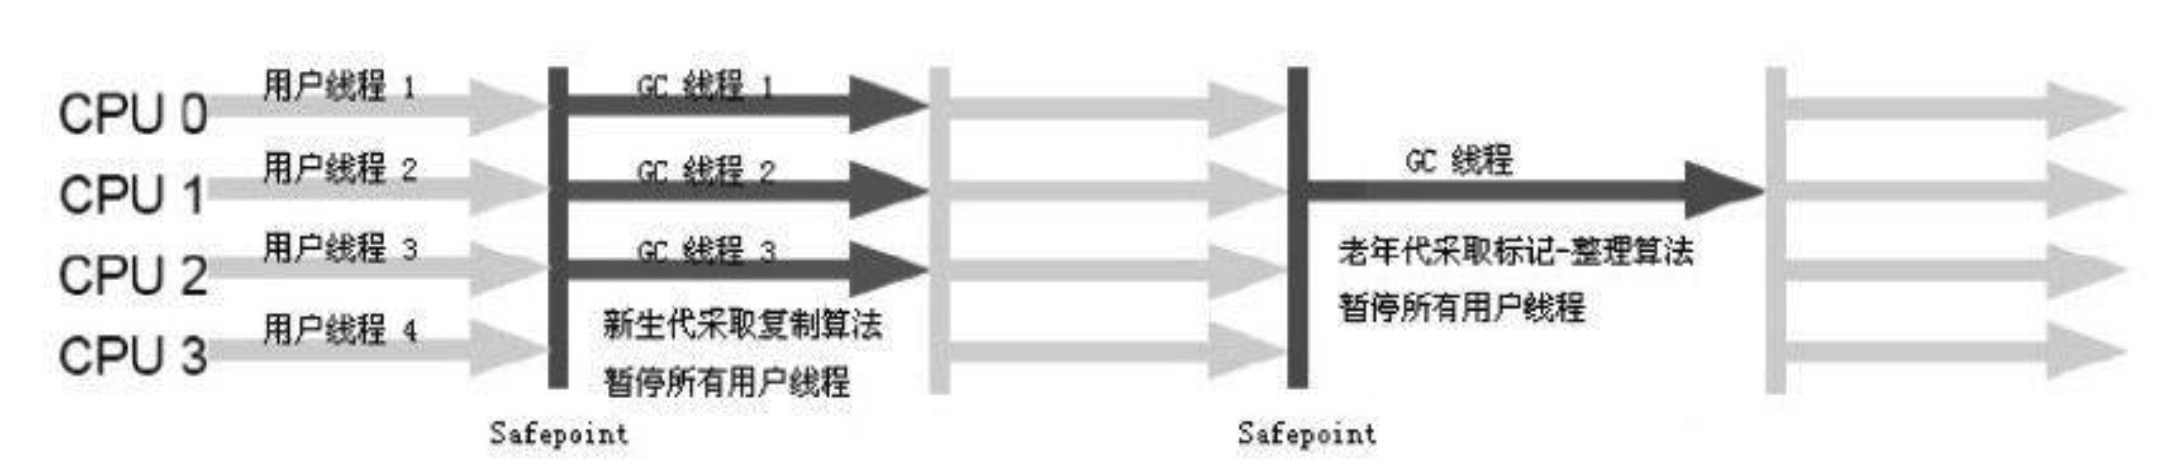 CPU 0
用户线程 1
GC 线程 1
CPU 1
用户线程 2
GC 线程 2
GC 线程
CPU 2
用户线程 3
GC 线程 3
老年代采取标记-整理算法
暂停所有用户线程
CPU 3
用户线程 4
新生代采取复制算法
暂停所有用户线程
Safepoint
Safepoint